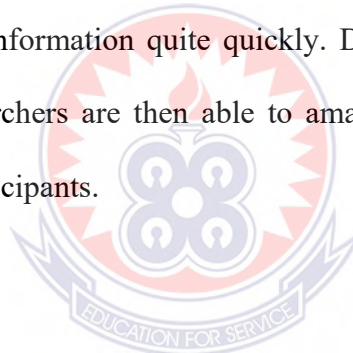 nformation quite quickly. D
rchers are then able to ama
cipants.
EDUCATION FOR SERVICE